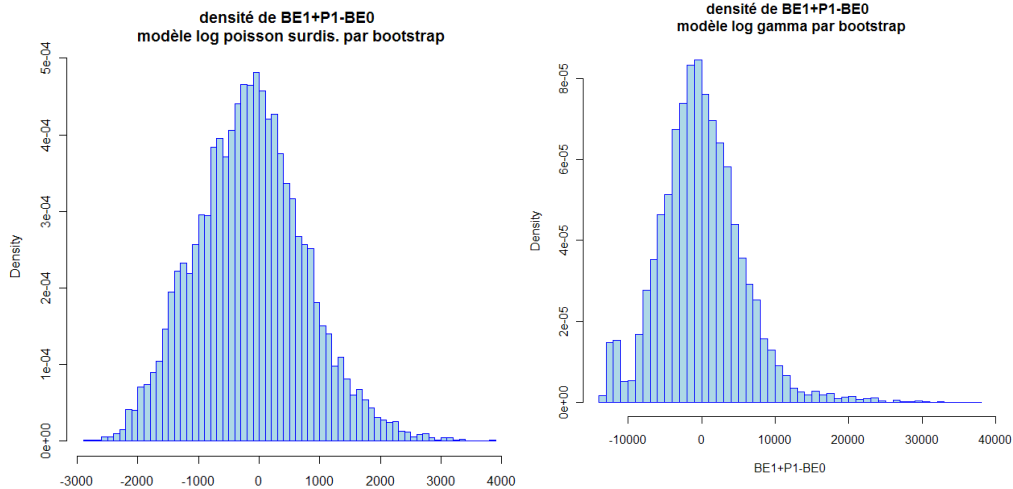 densité de BE1+P1-BE0
modèle log poisson surdis. par bootstrap
Density
5e-04
4e-04
3e-04
2e-04
1e-04
0e+00
-3000 -2000 -1000 0 1000 2000 3000 4000
densité de BE1+P1-BE0
modèle log gamma par bootstrap
Density
8e-05
6e-05
4e-05
2e-05
0e+00
-10000 0 10000 20000 30000 40000
BE1+P1-BE0